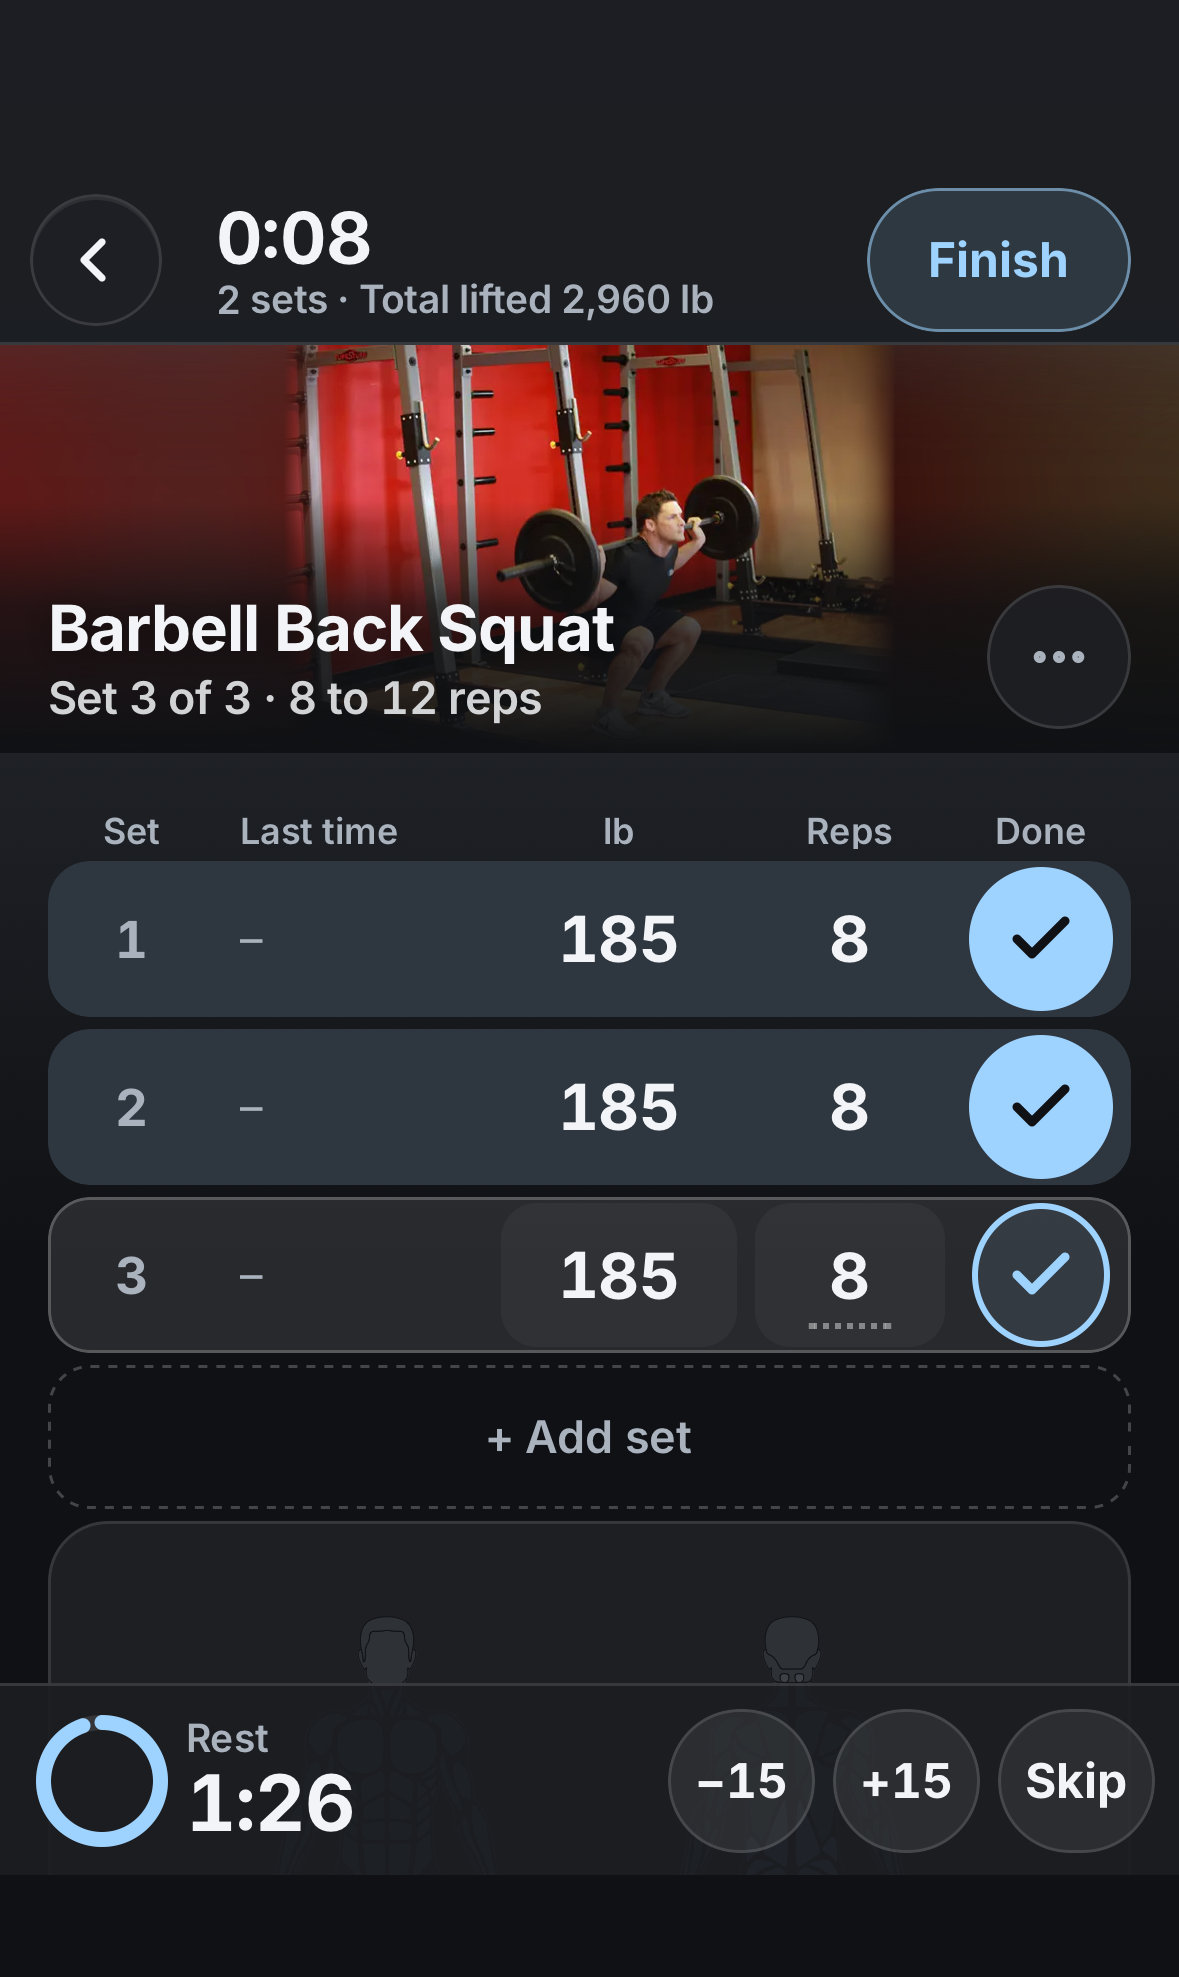 0:08
2 sets · Total lifted 2,960 lb
Finish
Barbell Back Squat
Set 3 of 3 · 8 to 12 reps
Set Last time lb Reps Done
1 – 185 8
2 – 185 8
3 – 185 8
+ Add set
Rest
1:26
–15 +15 Skip